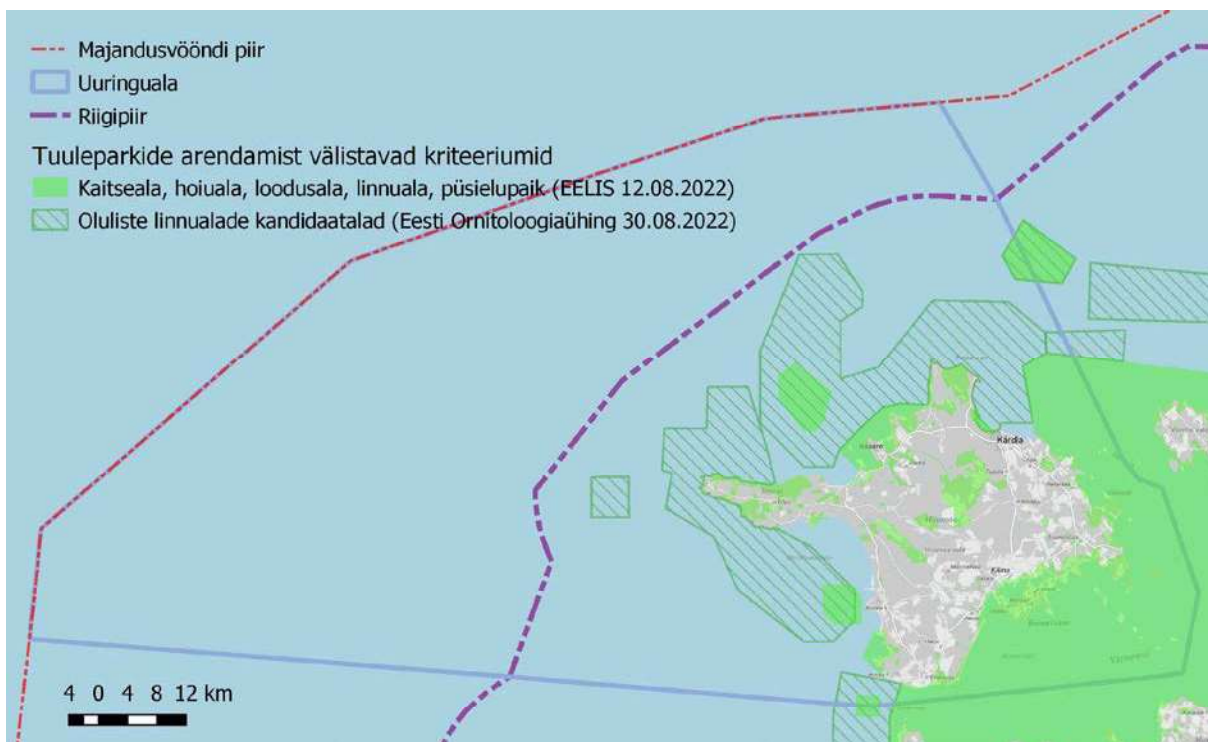 Majandusvööndi piir
Uuringuala
Riigipiir
Tuuleparkide arendamist välistavad kriteeriumid
Kaitseala, hoiuala, loodusala, linnuala, püsielupaik (EELIS 12.08.2022)
Oluliste linnualade kandidaatalad (Eesti Ornitoloogiaühing 30.08.2022)
Kärdla
Käina
4 0 4 8 12 km